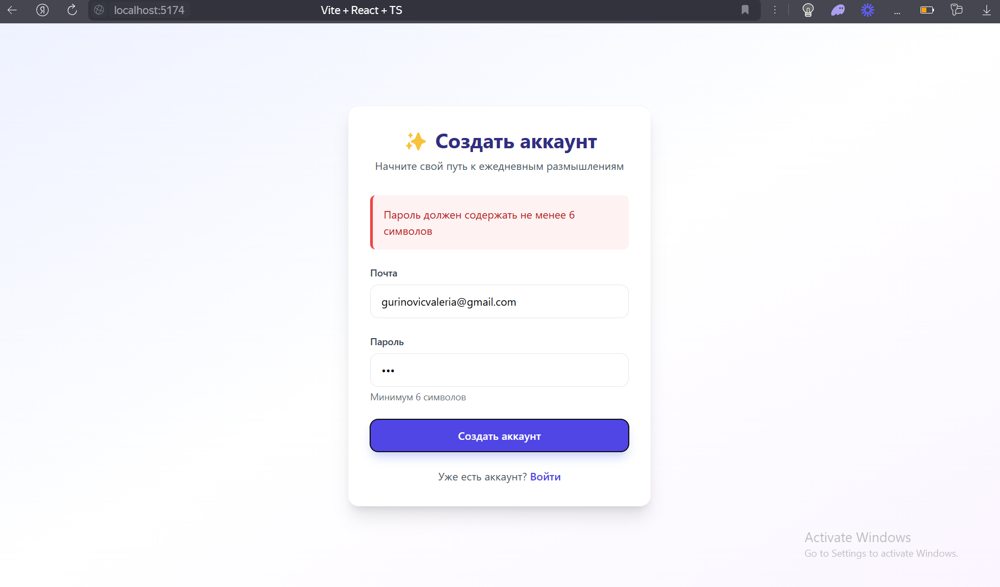 localhost:5174
Vite + React + TS
Создать аккаунт
Начните свой путь к ежедневным размышлениям
Пароль должен содержать не менее 6
символов
Почта
gurinovicvaleria@gmail.com
Пароль
•••
Минимум 6 символов
Создать аккаунт
Уже есть аккаунт? Войти
Activate Windows
Go to Settings to activate Windows.